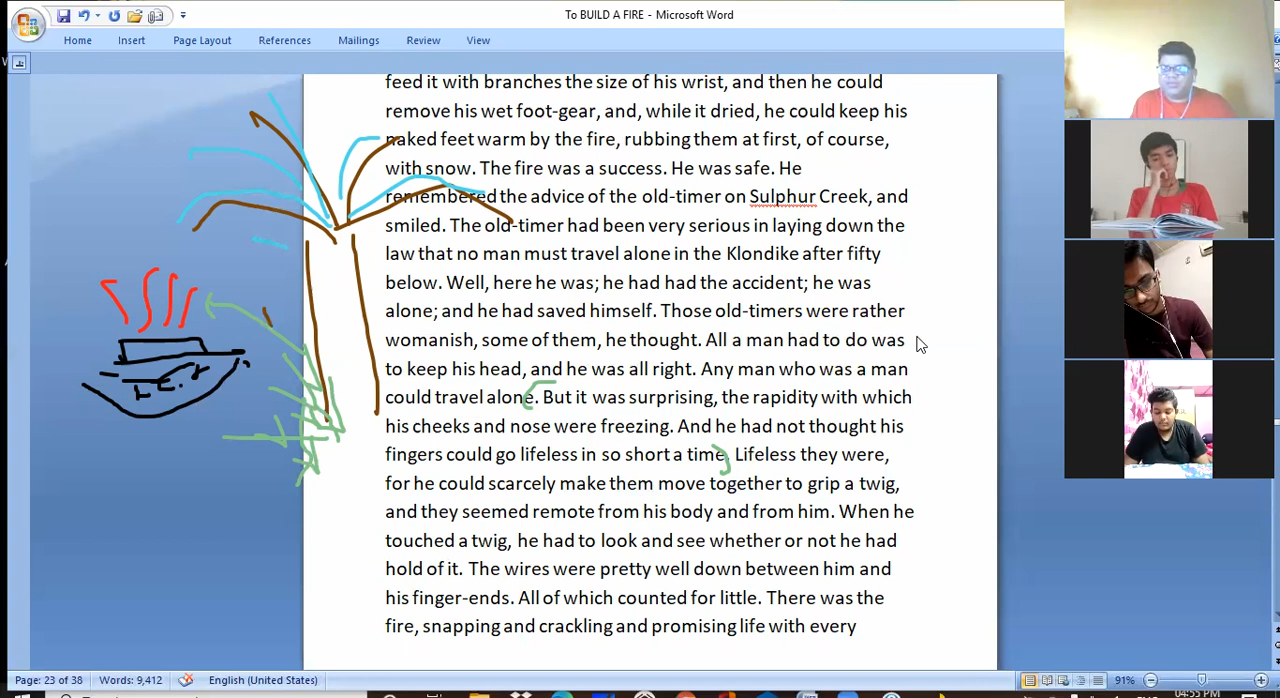 To BUILD A FIRE - Microsoft Word
Home Insert Page Layout References Mailings Review View
feed it with branches the size of his wrist, and then he could
remove his wet foot-gear, and, while it dried, he could keep his
naked feet warm by the fire, rubbing them at first, of course,
with snow. The fire was a success. He was safe. He
remembered the advice of the old-timer on Sulphur Creek, and
smiled. The old-timer had been very serious in laying down the
law that no man must travel alone in the Klondike after fifty
below. Well, here he was; he had had the accident; he was
alone; and he had saved himself. Those old-timers were rather
womanish, some of them, he thought. All a man had to do was
to keep his head, and he was all right. Any man who was a man
could travel alone. But it was surprising, the rapidity with which
his cheeks and nose were freezing. And he had not thought his
fingers could go lifeless in so short a time. Lifeless they were,
for he could scarcely make them move together to grip a twig,
and they seemed remote from his body and from him. When he
touched a twig, he had to look and see whether or not he had
hold of it. The wires were pretty well down between him and
his finger-ends. All of which counted for little. There was the
fire, snapping and crackling and promising life with every
Page: 23 of 38 Words: 9,412 English (United States) 91%
04:55 PM